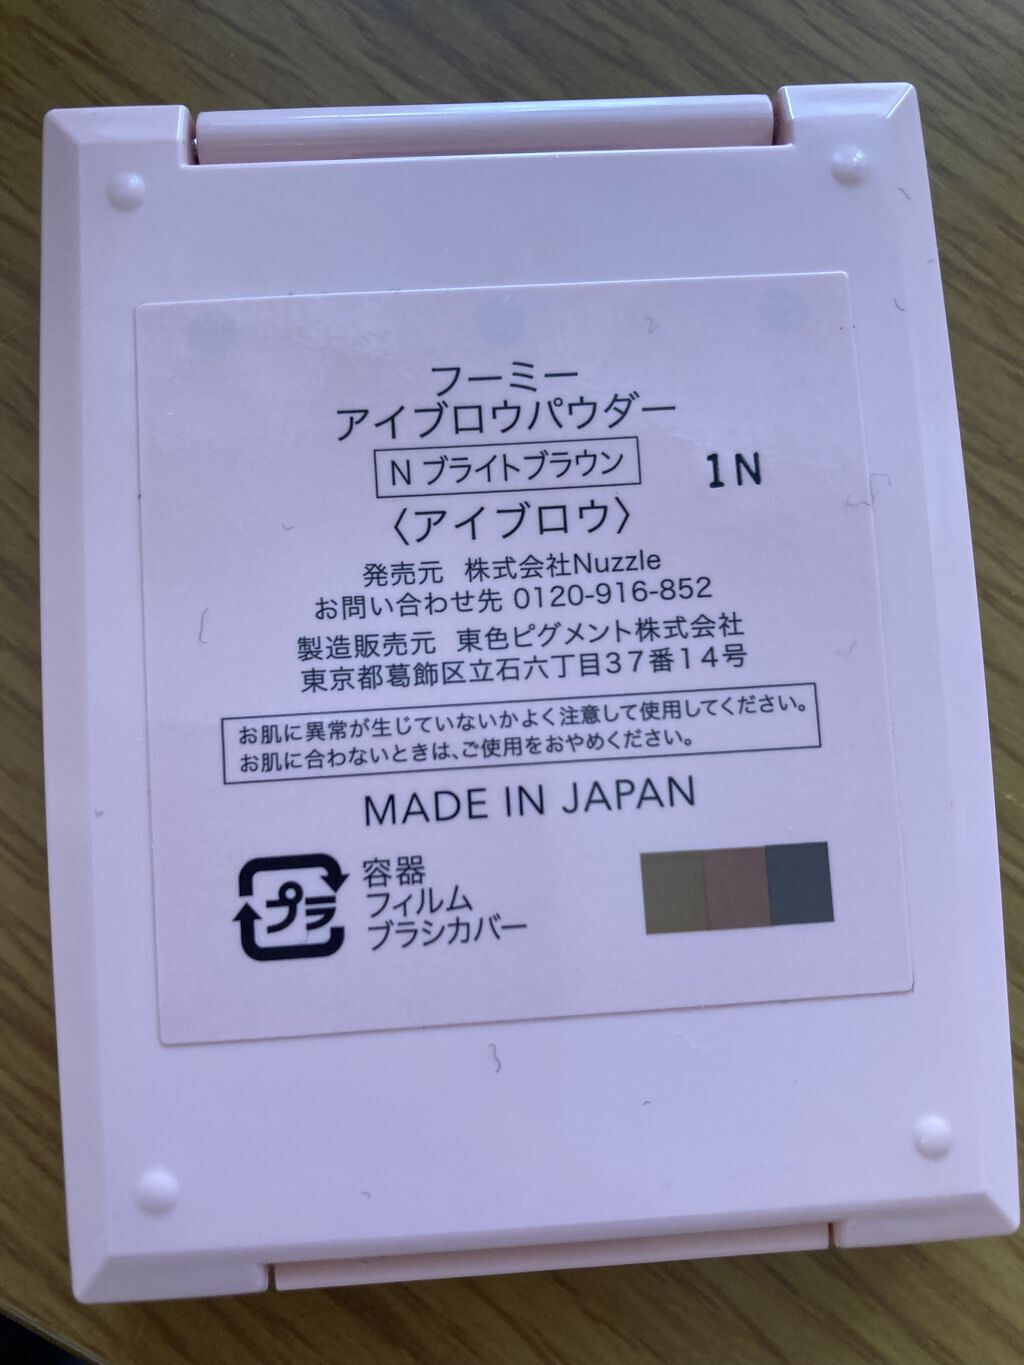 フーミー
アイブロウパウダー
N ブライトブラウン
1N
〈アイブロウ〉
発売元 株式会社Nuzzle
お問い合わせ先 0120-916-852
製造販売元 東色ピグメント株式会社
東京都葛飾区立石六丁目37番14号
お肌に異常が生じていないかよく注意して使用してください。
お肌に合わないときは、ご使用をおやめください。
MADE IN JAPAN
プラ
容器
フィルム
ブラシカバー